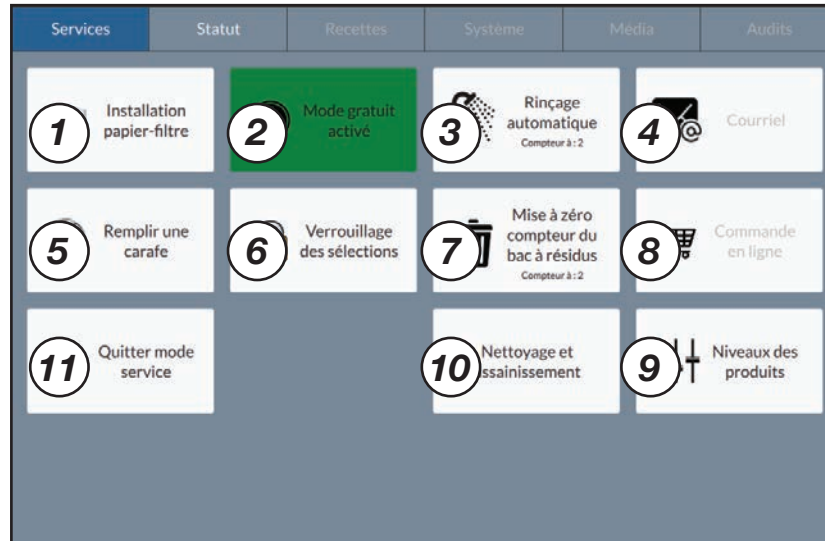 Services Statut Recettes Système Média Audits
1 Installation
papier-filtre
2 Mode gratuit
activé
3 Rinçage
automatique
Compteur à : 2
4 Courriel
5 Remplir une
carafe
6 Verrouillage
des sélections
7 Mise à zéro
compteur du
bac à résidus
Compteur à : 2
8 Commande
en ligne
11 Quitter mode
service
10 Nettoyage et
ssainissement
9 Niveaux des
produits